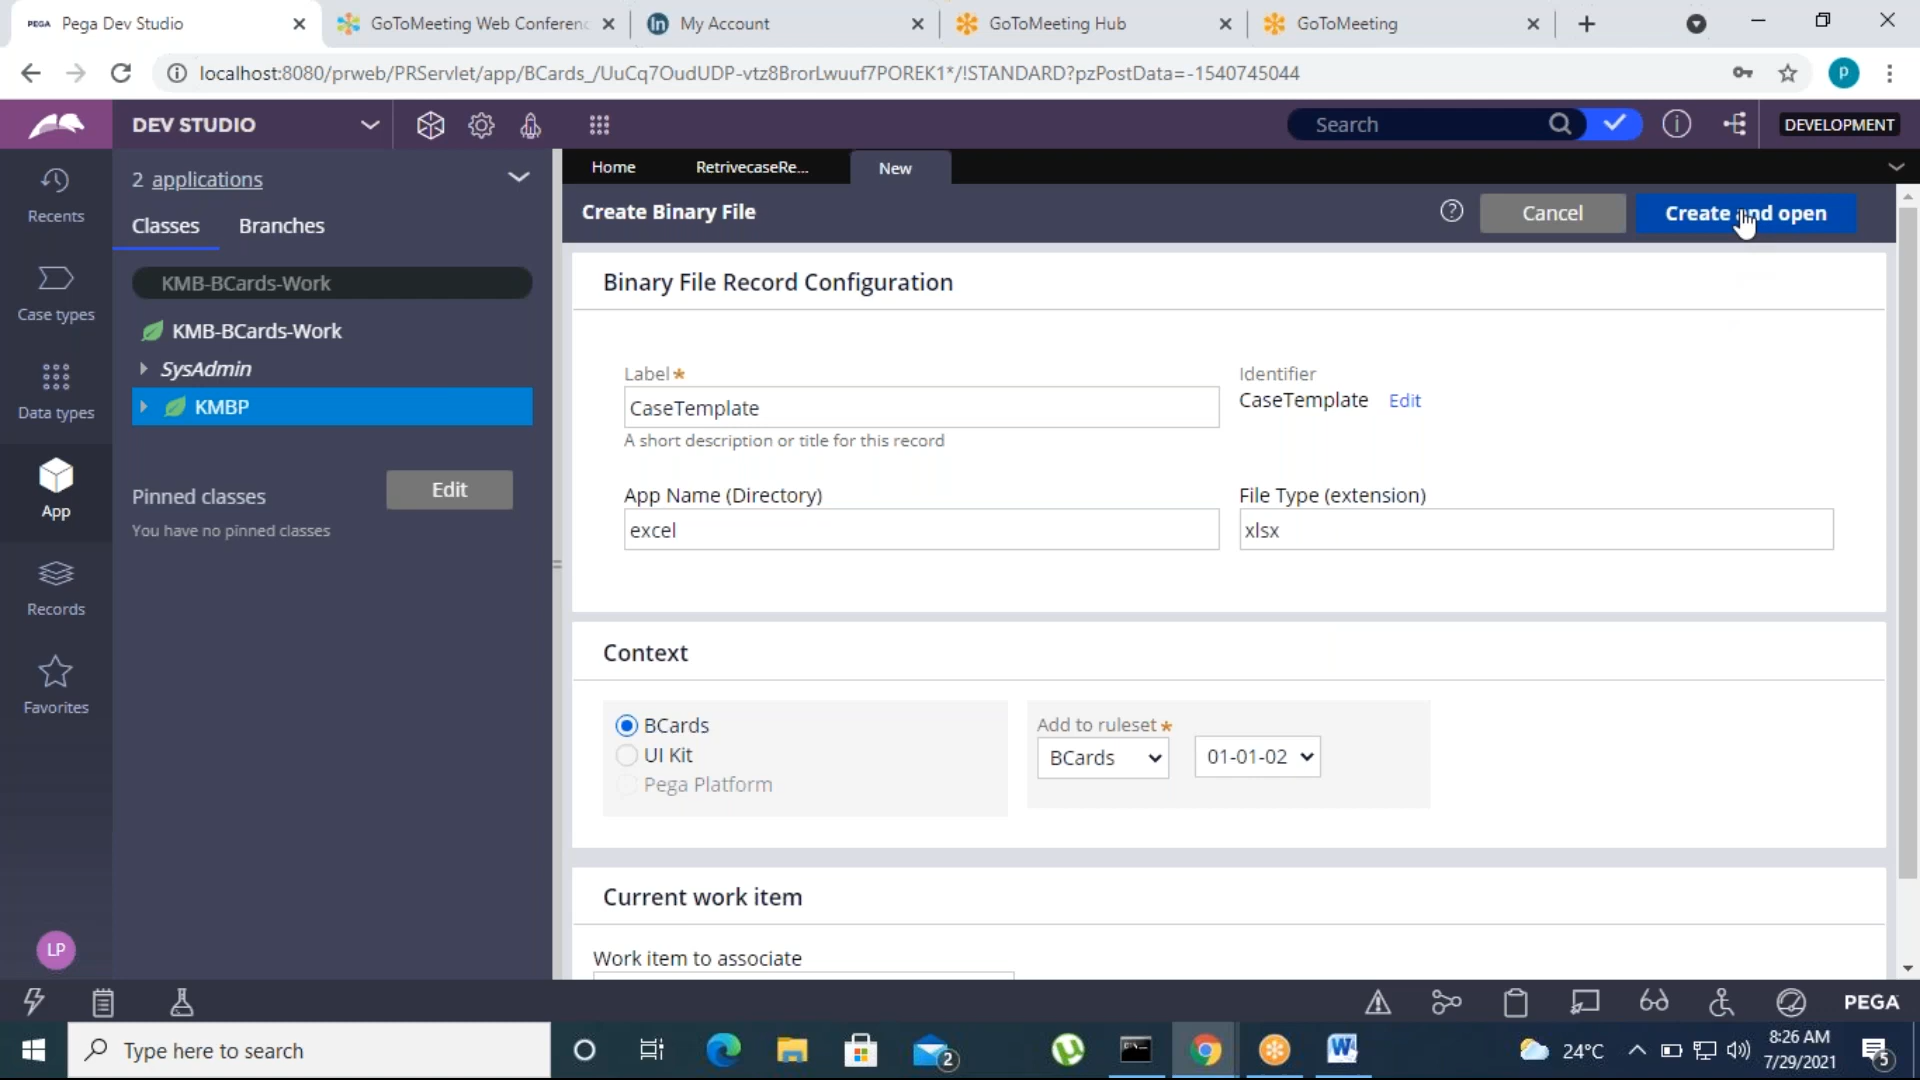 PEGA Pega Dev Studio
GoToMeeting Web Conferenc
in My Account
GoToMeeting Hub
GoToMeeting
localhost:8080/prweb/PRServlet/app/BCards_/UuCq7OudUDP-vtz8BrorLwuuf7POREK1*/!STANDARD?pzPostData=-1540745044
P
DEV STUDIO
Search
DEVELOPMENT
Recents
Case types
Data types
App
Records
Favorites
LP
2 applications
Classes Branches
KMB-BCards-Work
KMB-BCards-Work
SysAdmin
KMBP
Pinned classes
Edit
You have no pinned classes
Home RetrivecaseRe... New
Create Binary File
Cancel
Create and open
Binary File Record Configuration
Label*
CaseTemplate
A short description or title for this record
Identifier
CaseTemplate Edit
App Name (Directory)
excel
File Type (extension)
xlsx
Context
BCards
UI Kit
Pega Platform
Add to ruleset*
BCards 01-01-02
Current work item
Work item to associate
PEGA
Type here to search
2
24°C
8:26 AM
7/29/2021
5